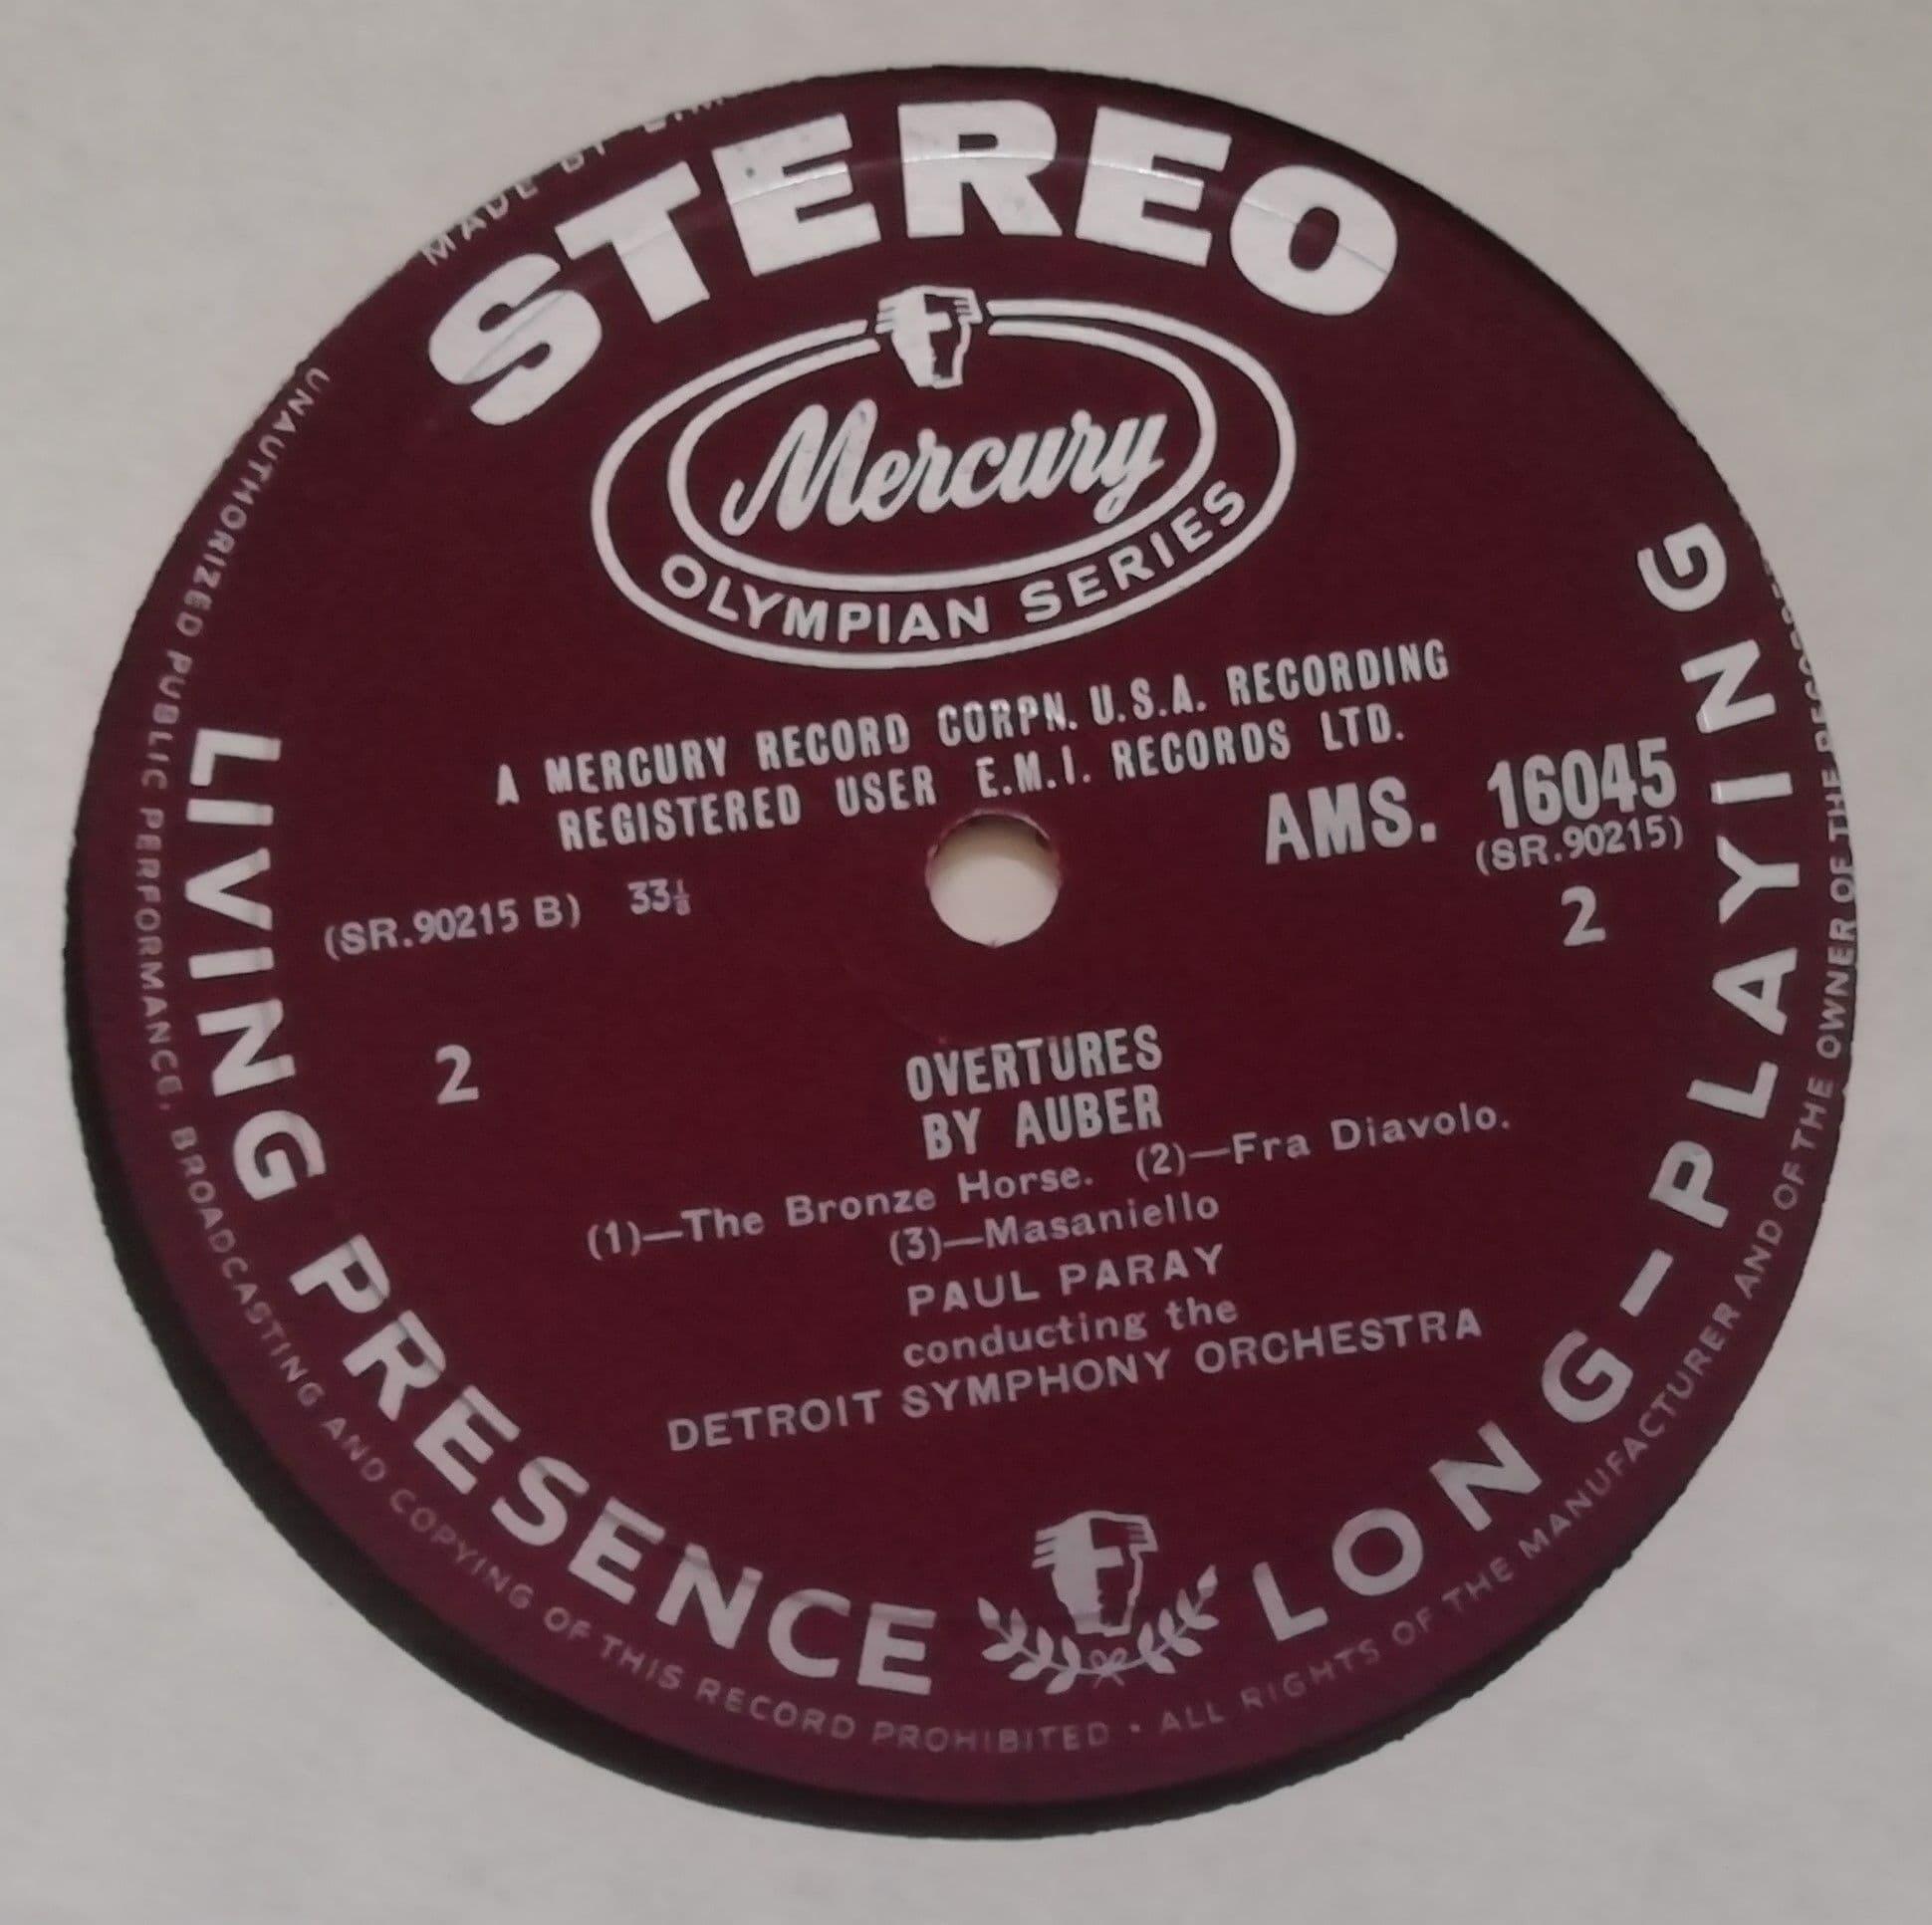 MADE BY
STEREO
Mercury
OLYMPIAN SERIES
A MERCURY RECORD CORPN. U.S.A. RECORDING
REGISTERED USER E.M.I. RECORDS LTD.
AMS. 16045
(SR.90215)
(SR.90215 B) 33⅓
2
2
OVERTURES
BY AUBER
(1)—The Bronze Horse. (2)—Fra Diavolo.
(3)—Masaniello
PAUL PARAY
conducting the
DETROIT SYMPHONY ORCHESTRA
LIVING PRESENCE
LONG-PLAYING
UNAUTHORIZED PUBLIC PERFORMANCE, BROADCASTING AND COPYING OF THIS RECORD PROHIBITED · ALL RIGHTS OF THE MANUFACTURER AND OF THE OWNER OF THE